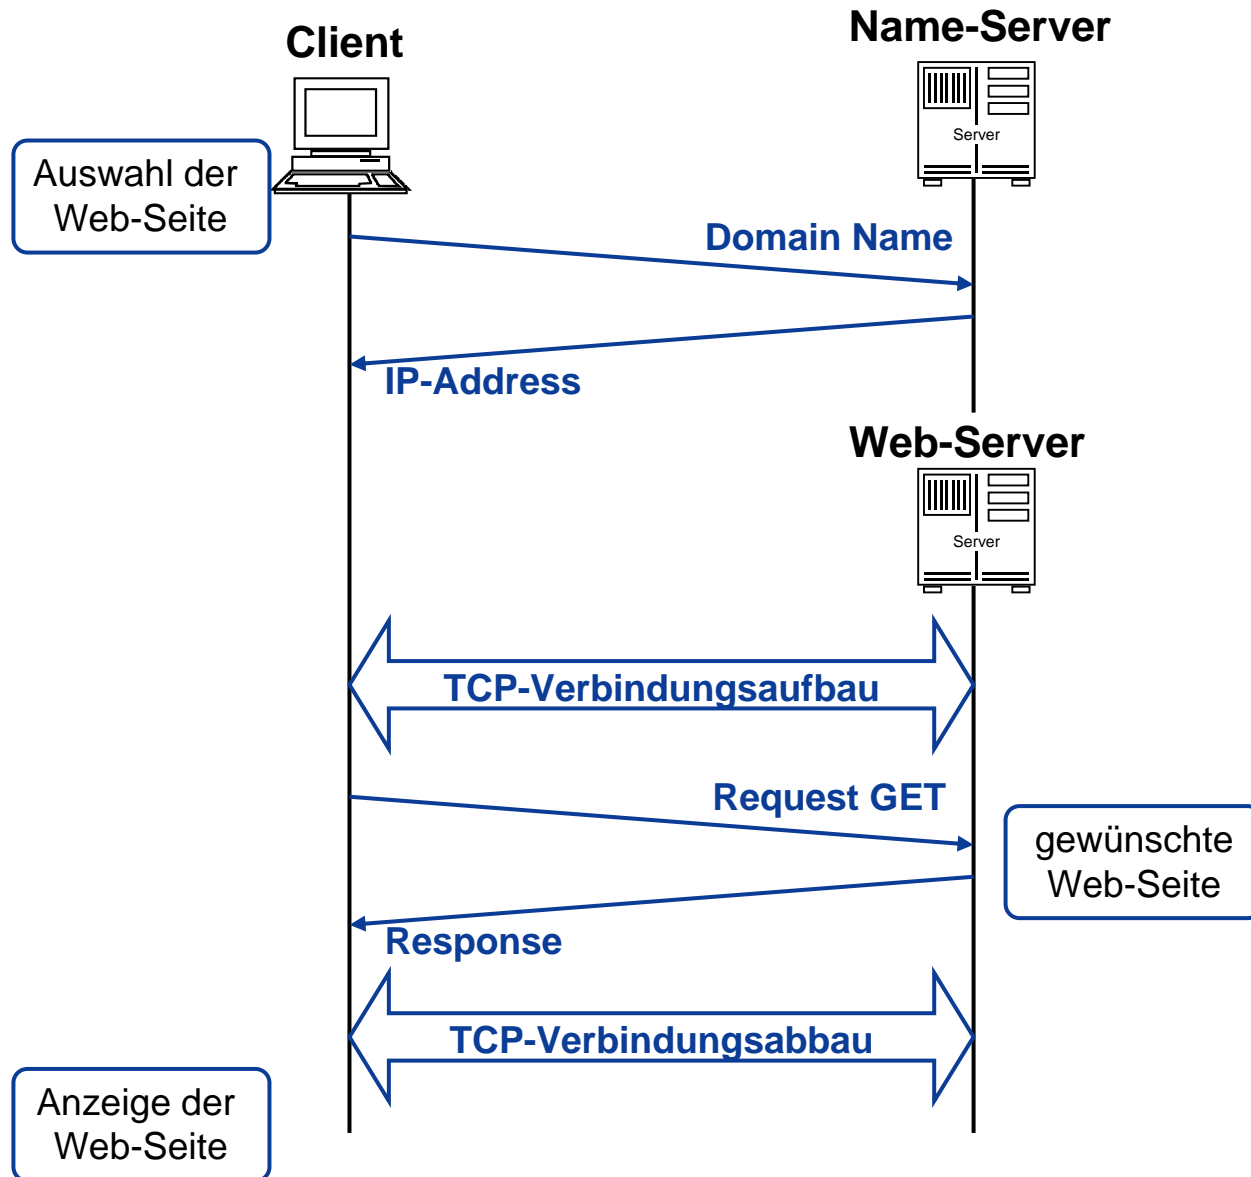 Client
Name-Server
Server
Auswahl der
Web-Seite
Domain Name
IP-Address
Web-Server
Server
TCP-Verbindungsaufbau
Request GET
gewünschte
Web-Seite
Response
TCP-Verbindungsabbau
Anzeige der
Web-Seite